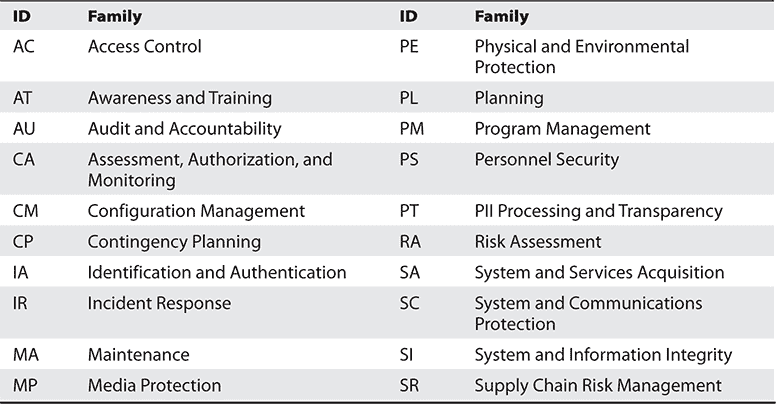 ID Family ID Family
AC Access Control PE Physical and Environmental
Protection
AT Awareness and Training PL Planning
AU Audit and Accountability PM Program Management
CA Assessment, Authorization, and PS Personnel Security
Monitoring
CM Configuration Management PT PII Processing and Transparency
CP Contingency Planning RA Risk Assessment
IA Identification and Authentication SA System and Services Acquisition
IR Incident Response SC System and Communications
Protection
MA Maintenance SI System and Information Integrity
MP Media Protection SR Supply Chain Risk Management